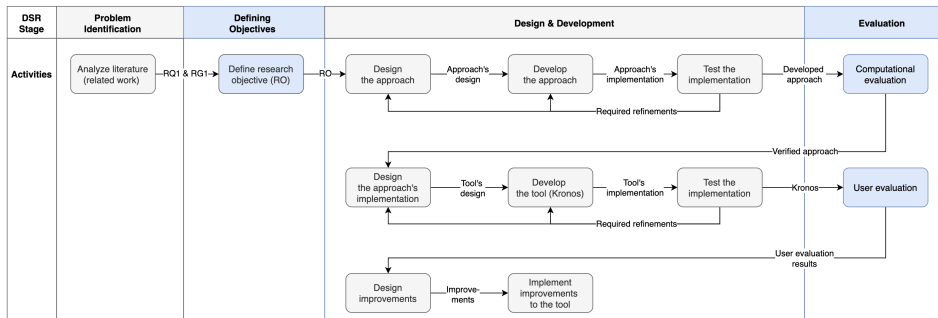 DSR
Stage
Problem
Identification
Defining
Objectives
Design & Development
Evaluation
Activities
Analyze literature
(related work)
RQ1 & RG1
Define research
objective (RO)
RO
Design
the approach
Approach's
design
Develop
the approach
Approach's
implementation
Test the
implementation
Developed
approach
Computational
evaluation
Required refinements
Verified approach
Design
the approach's
implementation
Tool's
design
Develop
the tool (Kronos)
Tool's
implementation
Test the
implementation
Kronos
User evaluation
Required refinements
User evaluation
results
Design
improvements
Improve-
ments
Implement
improvements
to the tool